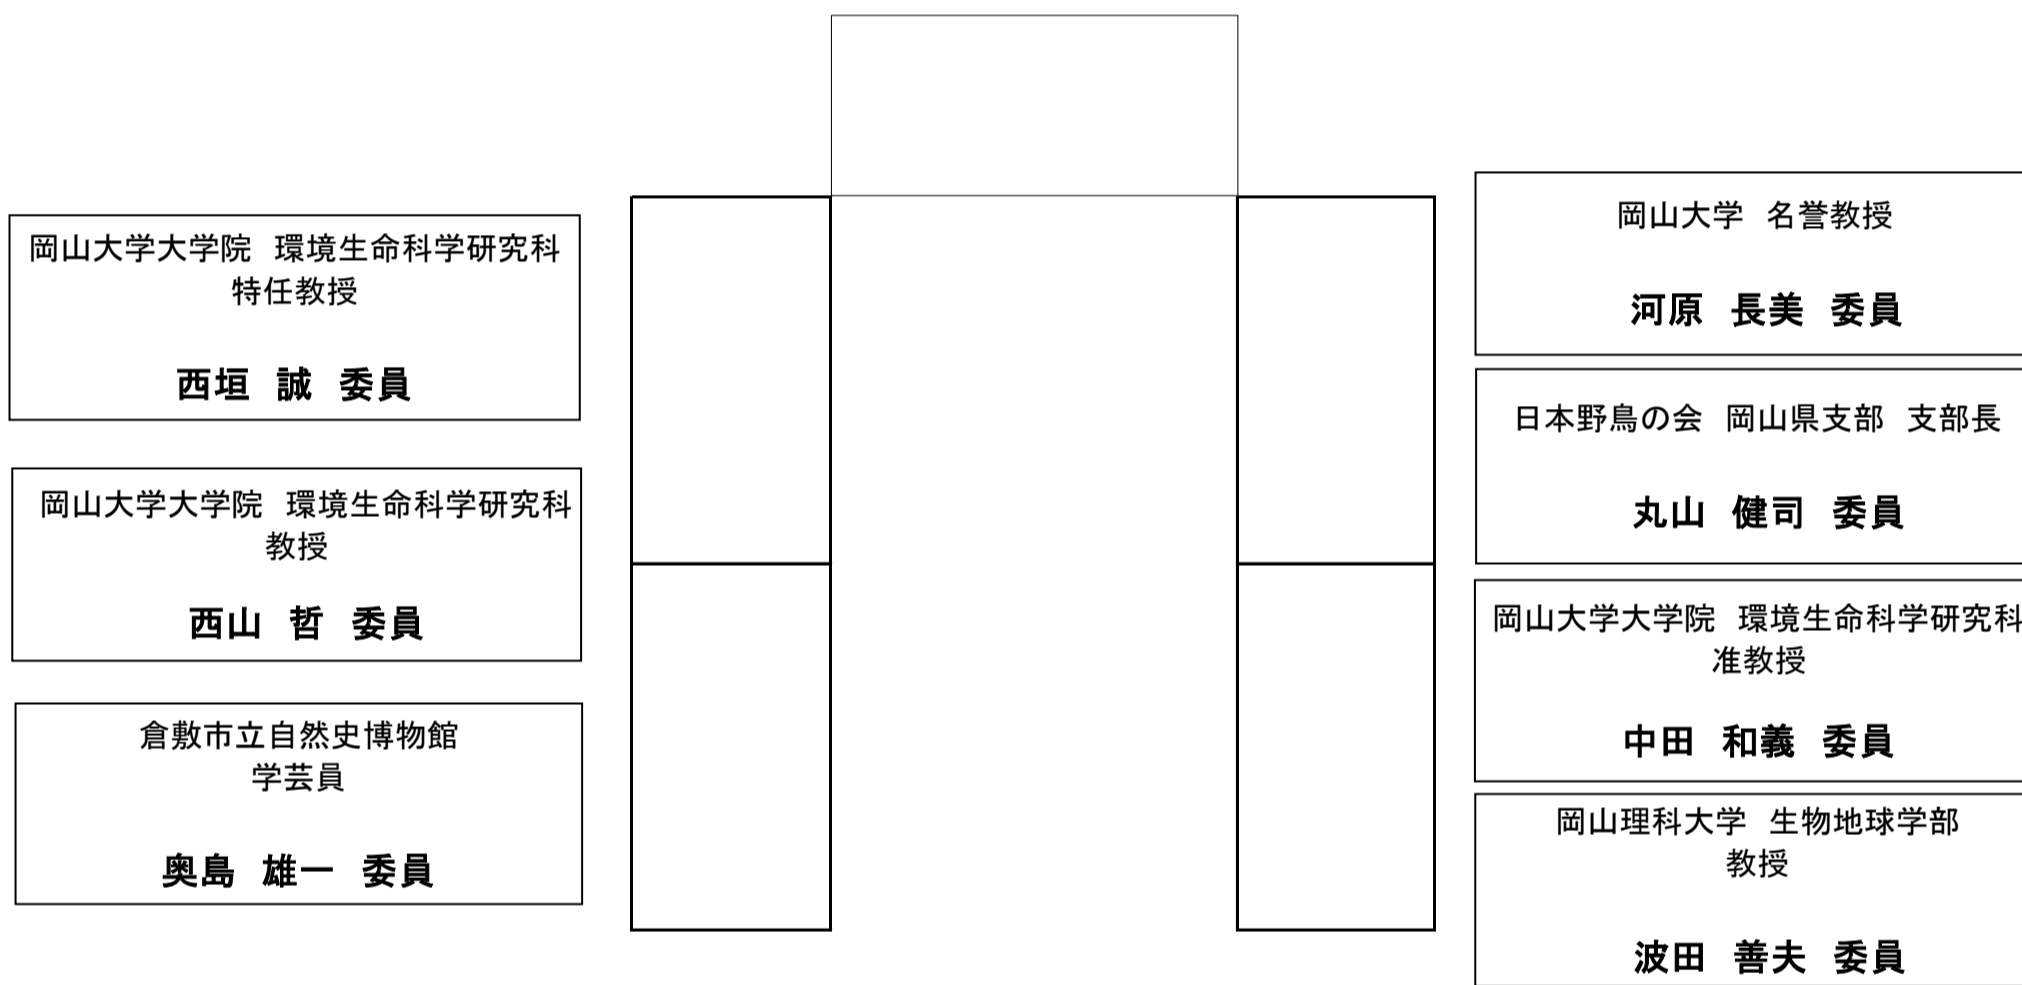 岡山大学大学院　環境生命科学研究科
特任教授
西垣　誠　委員
岡山大学大学院　環境生命科学研究科
教授
西山　哲　委員
倉敷市立自然史博物館
学芸員
奥島　雄一　委員
岡山大学　名誉教授
河原　長美　委員
日本野鳥の会　岡山県支部　支部長
丸山　健司　委員
岡山大学大学院　環境生命科学研究科
准教授
中田　和義　委員
岡山理科大学　生物地球学部
教授
波田　善夫　委員